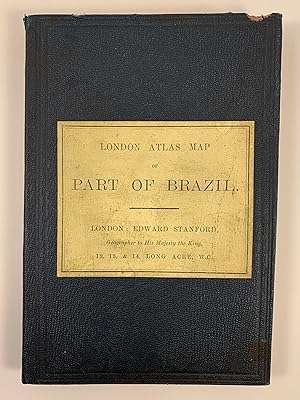 LONDON ATLAS MAP
OF
PART OF BRAZIL.
LONDON: EDWARD STANFORD,
Geographer to His Majesty the King,
12, 13, & 14, LONG ACRE, W.C.